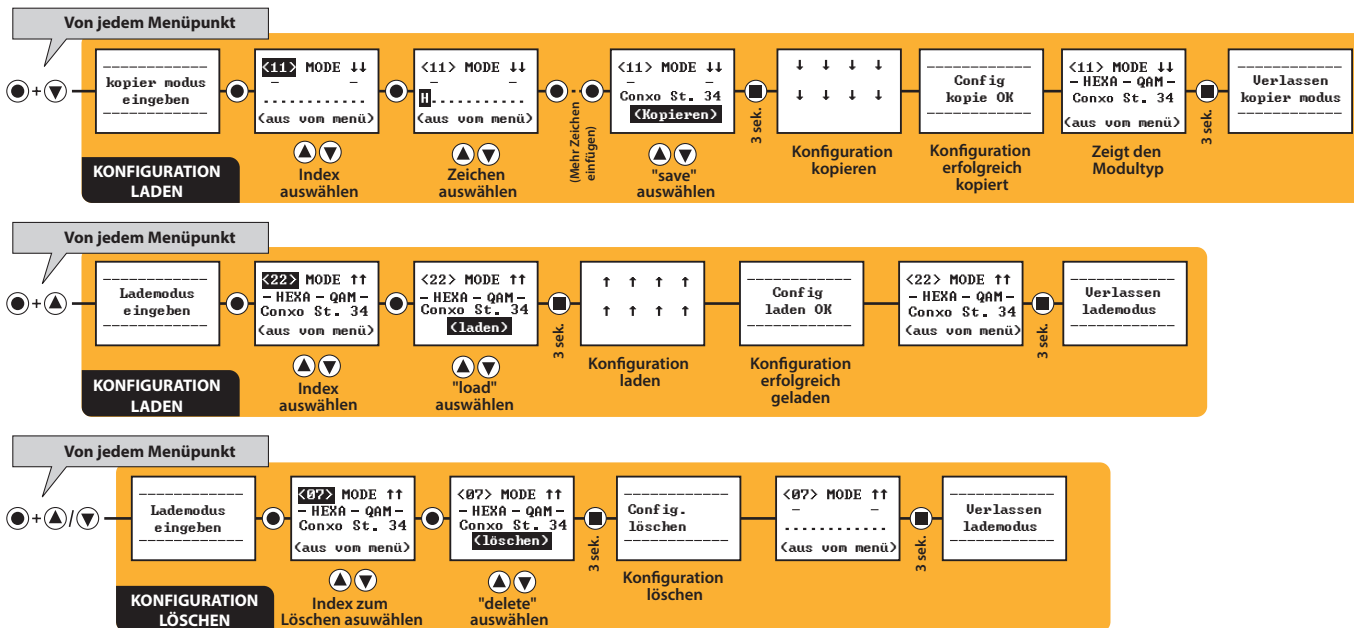 Von jedem Menüpunkt
kopier modus
eingeben
KONFIGURATION
LADEN
<11> MODE ↓↓
– –
............
(aus vom menü)
Index
auswählen
<11> MODE ↓↓
– –
H...........
(aus vom menü)
Zeichen
auswählen
(Mehr Zeichen
einfügen)
<11> MODE ↓↓
– –
Conxo St. 34
(Kopieren)
"save"
auswählen
3 sek.
↓ ↓ ↓ ↓
↓ ↓ ↓ ↓
Konfiguration
kopieren
Config
kopie OK
Konfiguration
erfolgreich
kopiert
<11> MODE ↓↓
– HEXA – QAM –
Conxo St. 34
(aus vom menü)
Zeigt den
Modultyp
3 sek.
Verlassen
kopier modus
Von jedem Menüpunkt
Lademodus
eingeben
KONFIGURATION
LADEN
<22> MODE ↑↑
– HEXA – QAM –
Conxo St. 34
(aus vom menü)
Index
auswählen
<22> MODE ↑↑
– HEXA – QAM –
Conxo St. 34
(laden)
"load"
auswählen
3 sek.
↑ ↑ ↑ ↑
↑ ↑ ↑ ↑
Konfiguration
laden
Config
laden OK
Konfiguration
erfolgreich
geladen
<22> MODE ↑↑
– HEXA – QAM –
Conxo St. 34
(aus vom menü)
3 sek.
Verlassen
lademodus
Von jedem Menüpunkt
+ /
Lademodus
eingeben
KONFIGURATION
LÖSCHEN
<07> MODE ↑↑
– HEXA – QAM –
Conxo St. 34
(aus vom menü)
Index zum
Löschen asuwählen
<07> MODE ↑↑
– HEXA – QAM –
Conxo St. 34
(löschen)
"delete"
auswählen
3 sek.
Config.
löschen
Konfiguration
löschen
<07> MODE ↑↑
– –
............
(aus vom menü)
3 sek.
Verlassen
lademodus